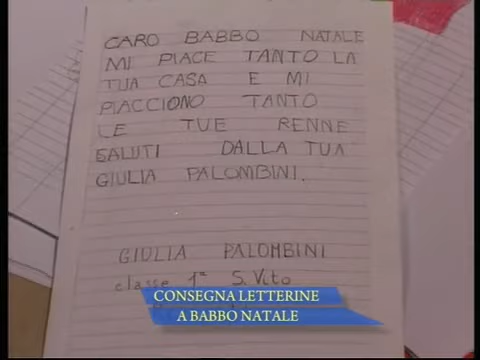 CARO BABBO NATALE
MI PIACE TANTO LA
TUA CASA E MI
PIACCIONO TANTO
LE TUE RENNE
SALUTI DALLA TUA
GIULIA PALOMBINI.
GIULIA PALOMBINI
classe 1ª S. Vito
CONSEGNA LETTERINE
A BABBO NATALE